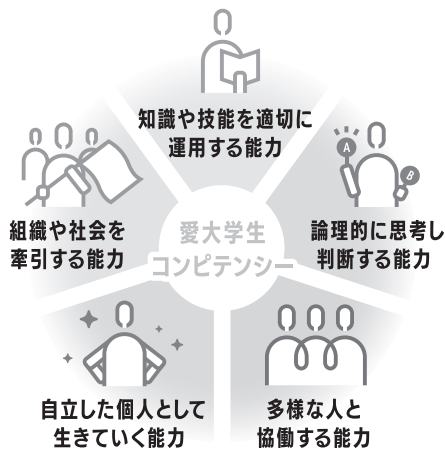 知識や技能を適切に
運用する能力
A
B
組織や社会を
牽引する能力
愛大学生
コンピテンシー
論理的に思考し
判断する能力
自立した個人として
生きていく能力
多様な人と
協働する能力